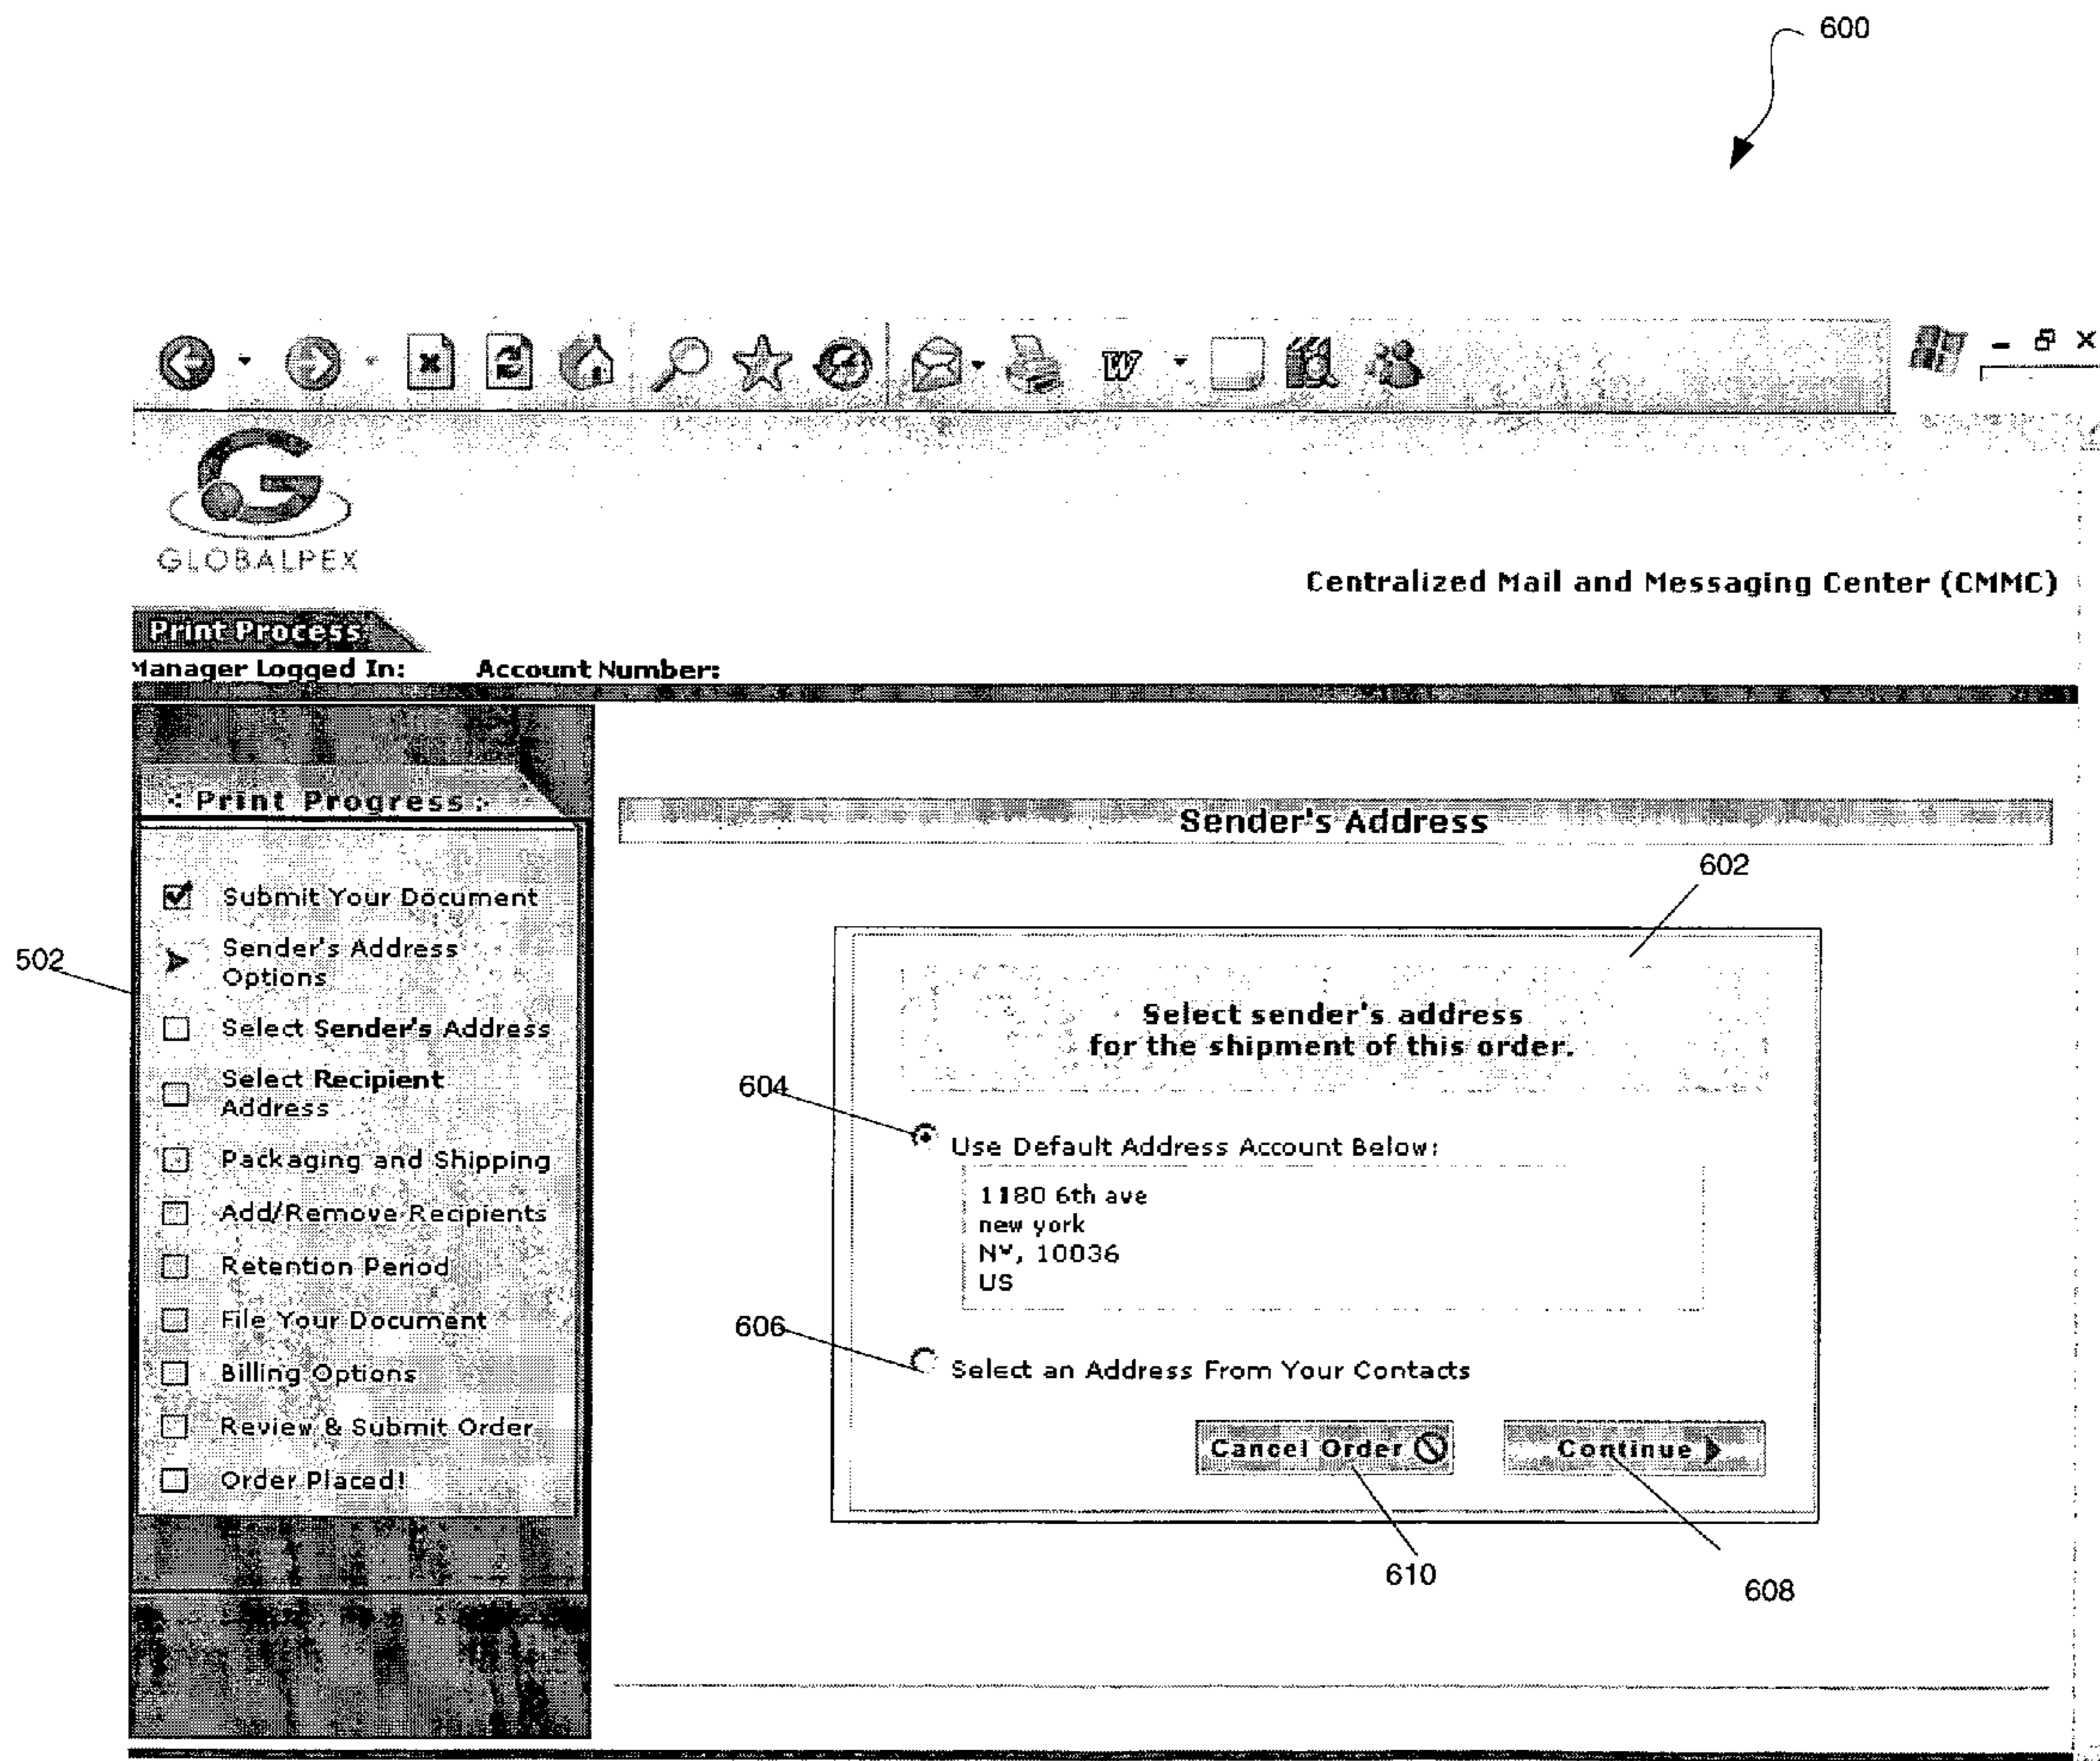 600
GLOBALPEX
Centralized Mail and Messaging Center (CMMC)
Print Process
Manager Logged In: Account Number:
Print Progress
Sender's Address
602
502
Submit Your Document
Sender's Address
Options
Select Sender's Address
Select Recipient
Address
Packaging and Shipping
Add/Remove Recipients
Retention Period
File Your Document
Billing Options
Review & Submit Order
Order Placed!
Select sender's address
for the shipment of this order.
604
Use Default Address Account Below:
1180 6th ave
new york
NY, 10036
US
606
Select an Address From Your Contacts
Cancel Order
Continue
610
608